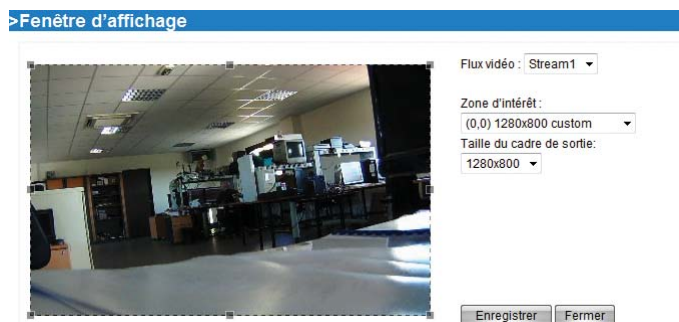 >Fenêtre d'affichage
Flux vidéo : Stream1
Zone d'intérêt :
(0,0) 1280x800 custom
Taille du cadre de sortie:
1280x800
Enregistrer Fermer